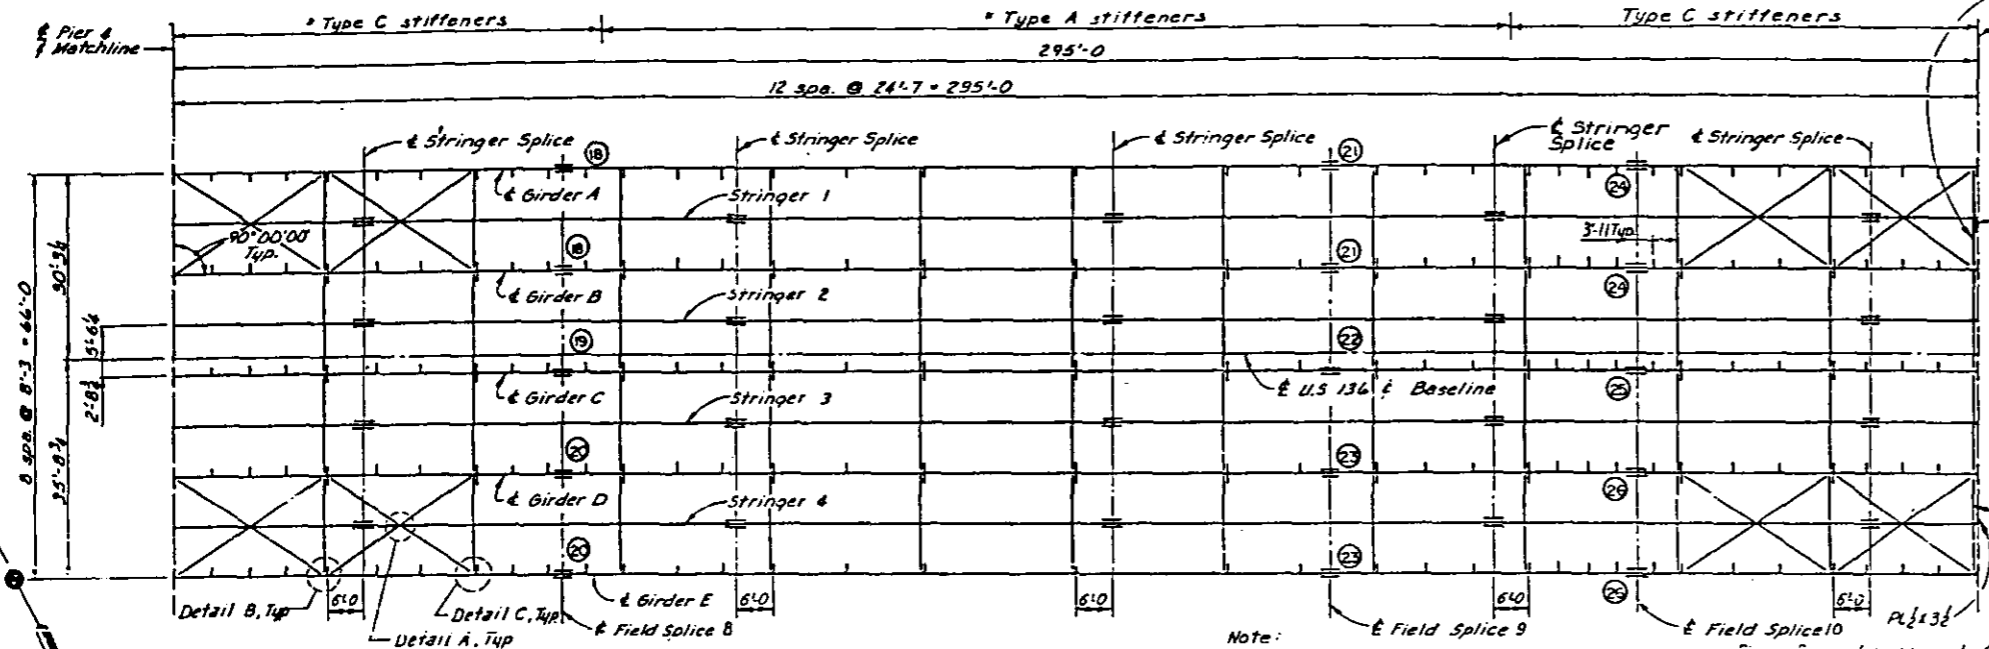 * Type C stiffeners
* Type A stiffeners
Type C stiffeners
℄ Pier 4
& Matchline
295'-0
12 spa. @ 24'-7 = 295'-0
℄ Stringer Splice
℄ Stringer Splice
℄ Stringer Splice
℄ Stringer Splice
℄ Stringer Splice
18
21
24
℄ Girder A
Stringer 1
90°00'00"
Typ.
3'-11 Typ.
18
21
24
℄ Girder B
Stringer 2
8 spa. @ 8'-3 = 66'-0
30'-3¼
5'-6¼
2'-8¾
35'-8¾
19
22
25
℄ U.S 136 & Baseline
℄ Girder C
Stringer 3
20
23
26
℄ Girder D
Stringer 4
20
23
26
Detail B, Typ
6'-0
Detail C, Typ.
℄ Girder E
6'-0
6'-0
6'-0
6'-0
PL ½ x 3½
Detail A, Typ
℄ Field Splice 8
Note:
℄ Field Splice 9
℄ Field Splice 10